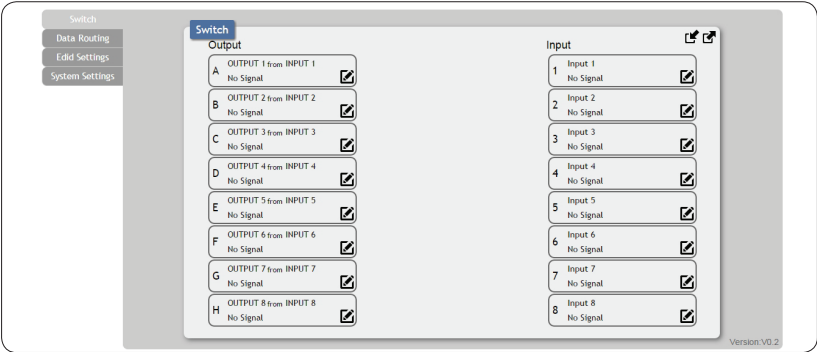 Switch
Data Routing
Edid Settings
System Settings
Switch
Output
A
OUTPUT 1 from INPUT 1
No Signal
B
OUTPUT 2 from INPUT 2
No Signal
C
OUTPUT 3 from INPUT 3
No Signal
D
OUTPUT 4 from INPUT 4
No Signal
E
OUTPUT 5 from INPUT 5
No Signal
F
OUTPUT 6 from INPUT 6
No Signal
G
OUTPUT 7 from INPUT 7
No Signal
H
OUTPUT 8 from INPUT 8
No Signal
Input
1
Input 1
No Signal
2
Input 2
No Signal
3
Input 3
No Signal
4
Input 4
No Signal
5
Input 5
No Signal
6
Input 6
No Signal
7
Input 7
No Signal
8
Input 8
No Signal
Version:V0.2